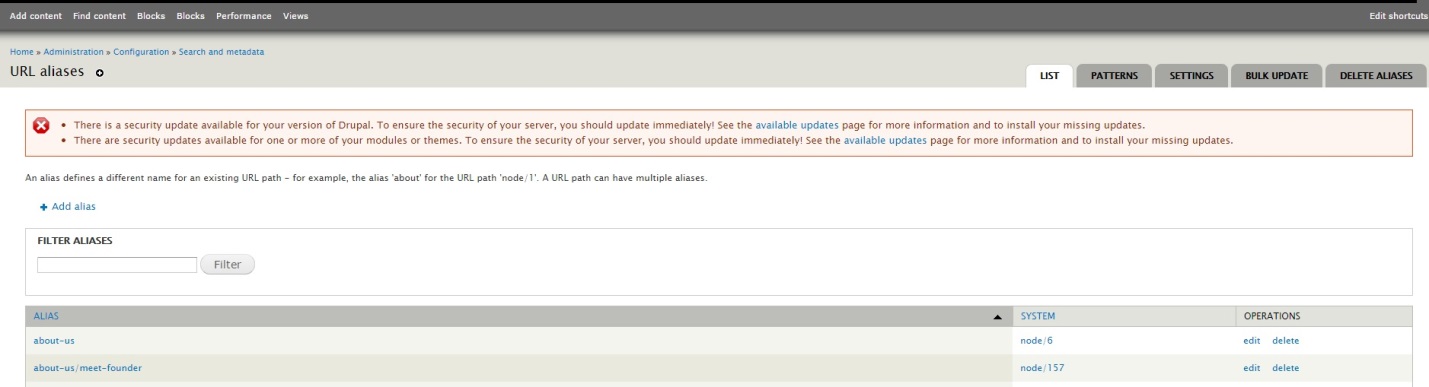 Add content Find content Blocks Blocks Performance Views Edit shortcuts
Home » Administration » Configuration » Search and metadata
URL aliases
LIST PATTERNS SETTINGS BULK UPDATE DELETE ALIASES
• There is a security update available for your version of Drupal. To ensure the security of your server, you should update immediately! See the available updates page for more information and to install your missing updates.
• There are security updates available for one or more of your modules or themes. To ensure the security of your server, you should update immediately! See the available updates page for more information and to install your missing updates.
An alias defines a different name for an existing URL path – for example, the alias 'about' for the URL path 'node/1'. A URL path can have multiple aliases.
+ Add alias
FILTER ALIASES
Filter
ALIAS SYSTEM OPERATIONS
about-us node/6 edit delete
about-us/meet-founder node/157 edit delete